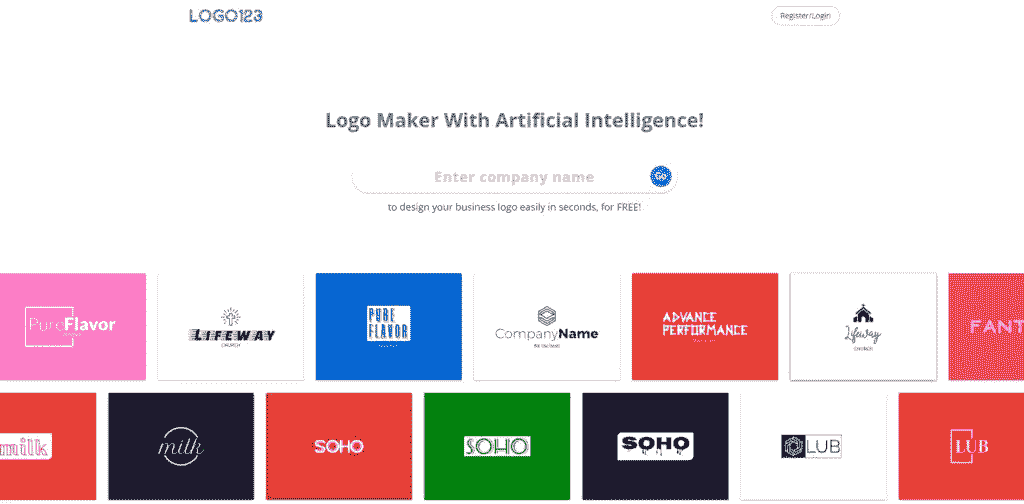 LOGO123
Register/Login
Logo Maker With Artificial Intelligence!
Enter company name
Go
to design your business logo easily in seconds, for FREE!
PureFlavor
LIFEWAY
CHURCH
PURE
FLAVOR
CompanyName
ADVANCE
PERFORMANCE
Lifeway
CHURCH
FANT
milk
milk
SOHO
SOHO
SOHO
LUB
LUB